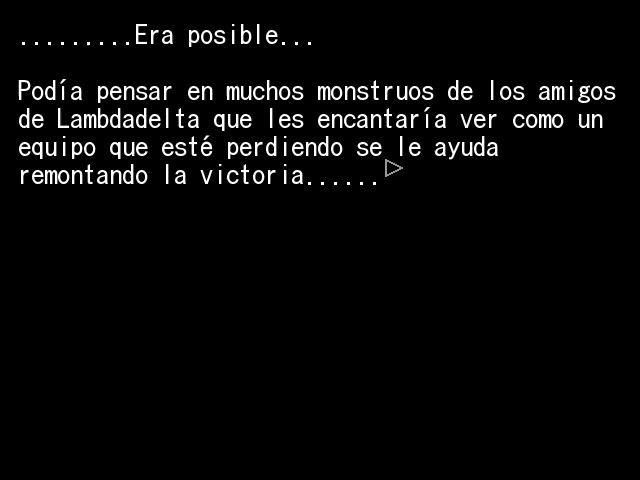 .........Era posible...
Podía pensar en muchos monstruos de los amigos
de Lambdadelta que les encantaría ver como un
equipo que esté perdiendo se le ayuda
remontando la victoria......